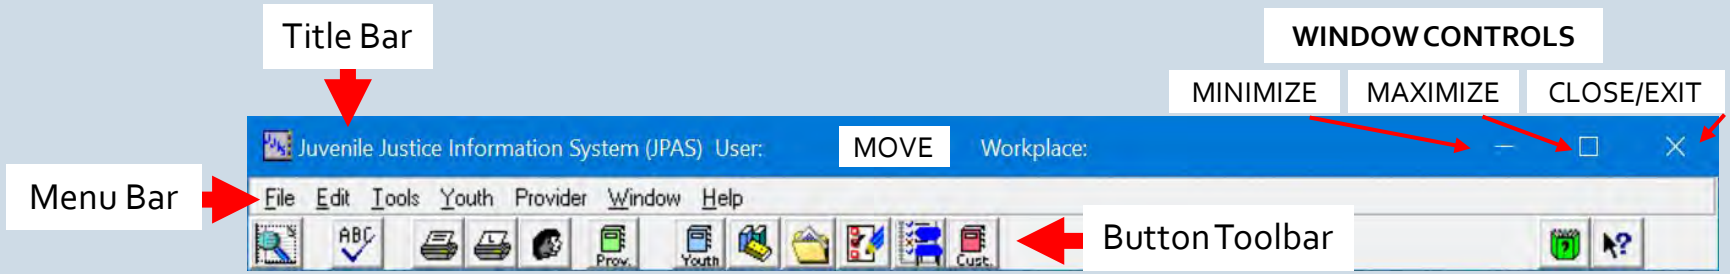 Title Bar
WINDOW CONTROLS
MINIMIZE MAXIMIZE CLOSE/EXIT
Juvenile Justice Information System (JPAS) User: MOVE Workplace:
Menu Bar
File Edit Tools Youth Provider Window Help
ABC
Prov. Youth Cust.
Button Toolbar
? ?